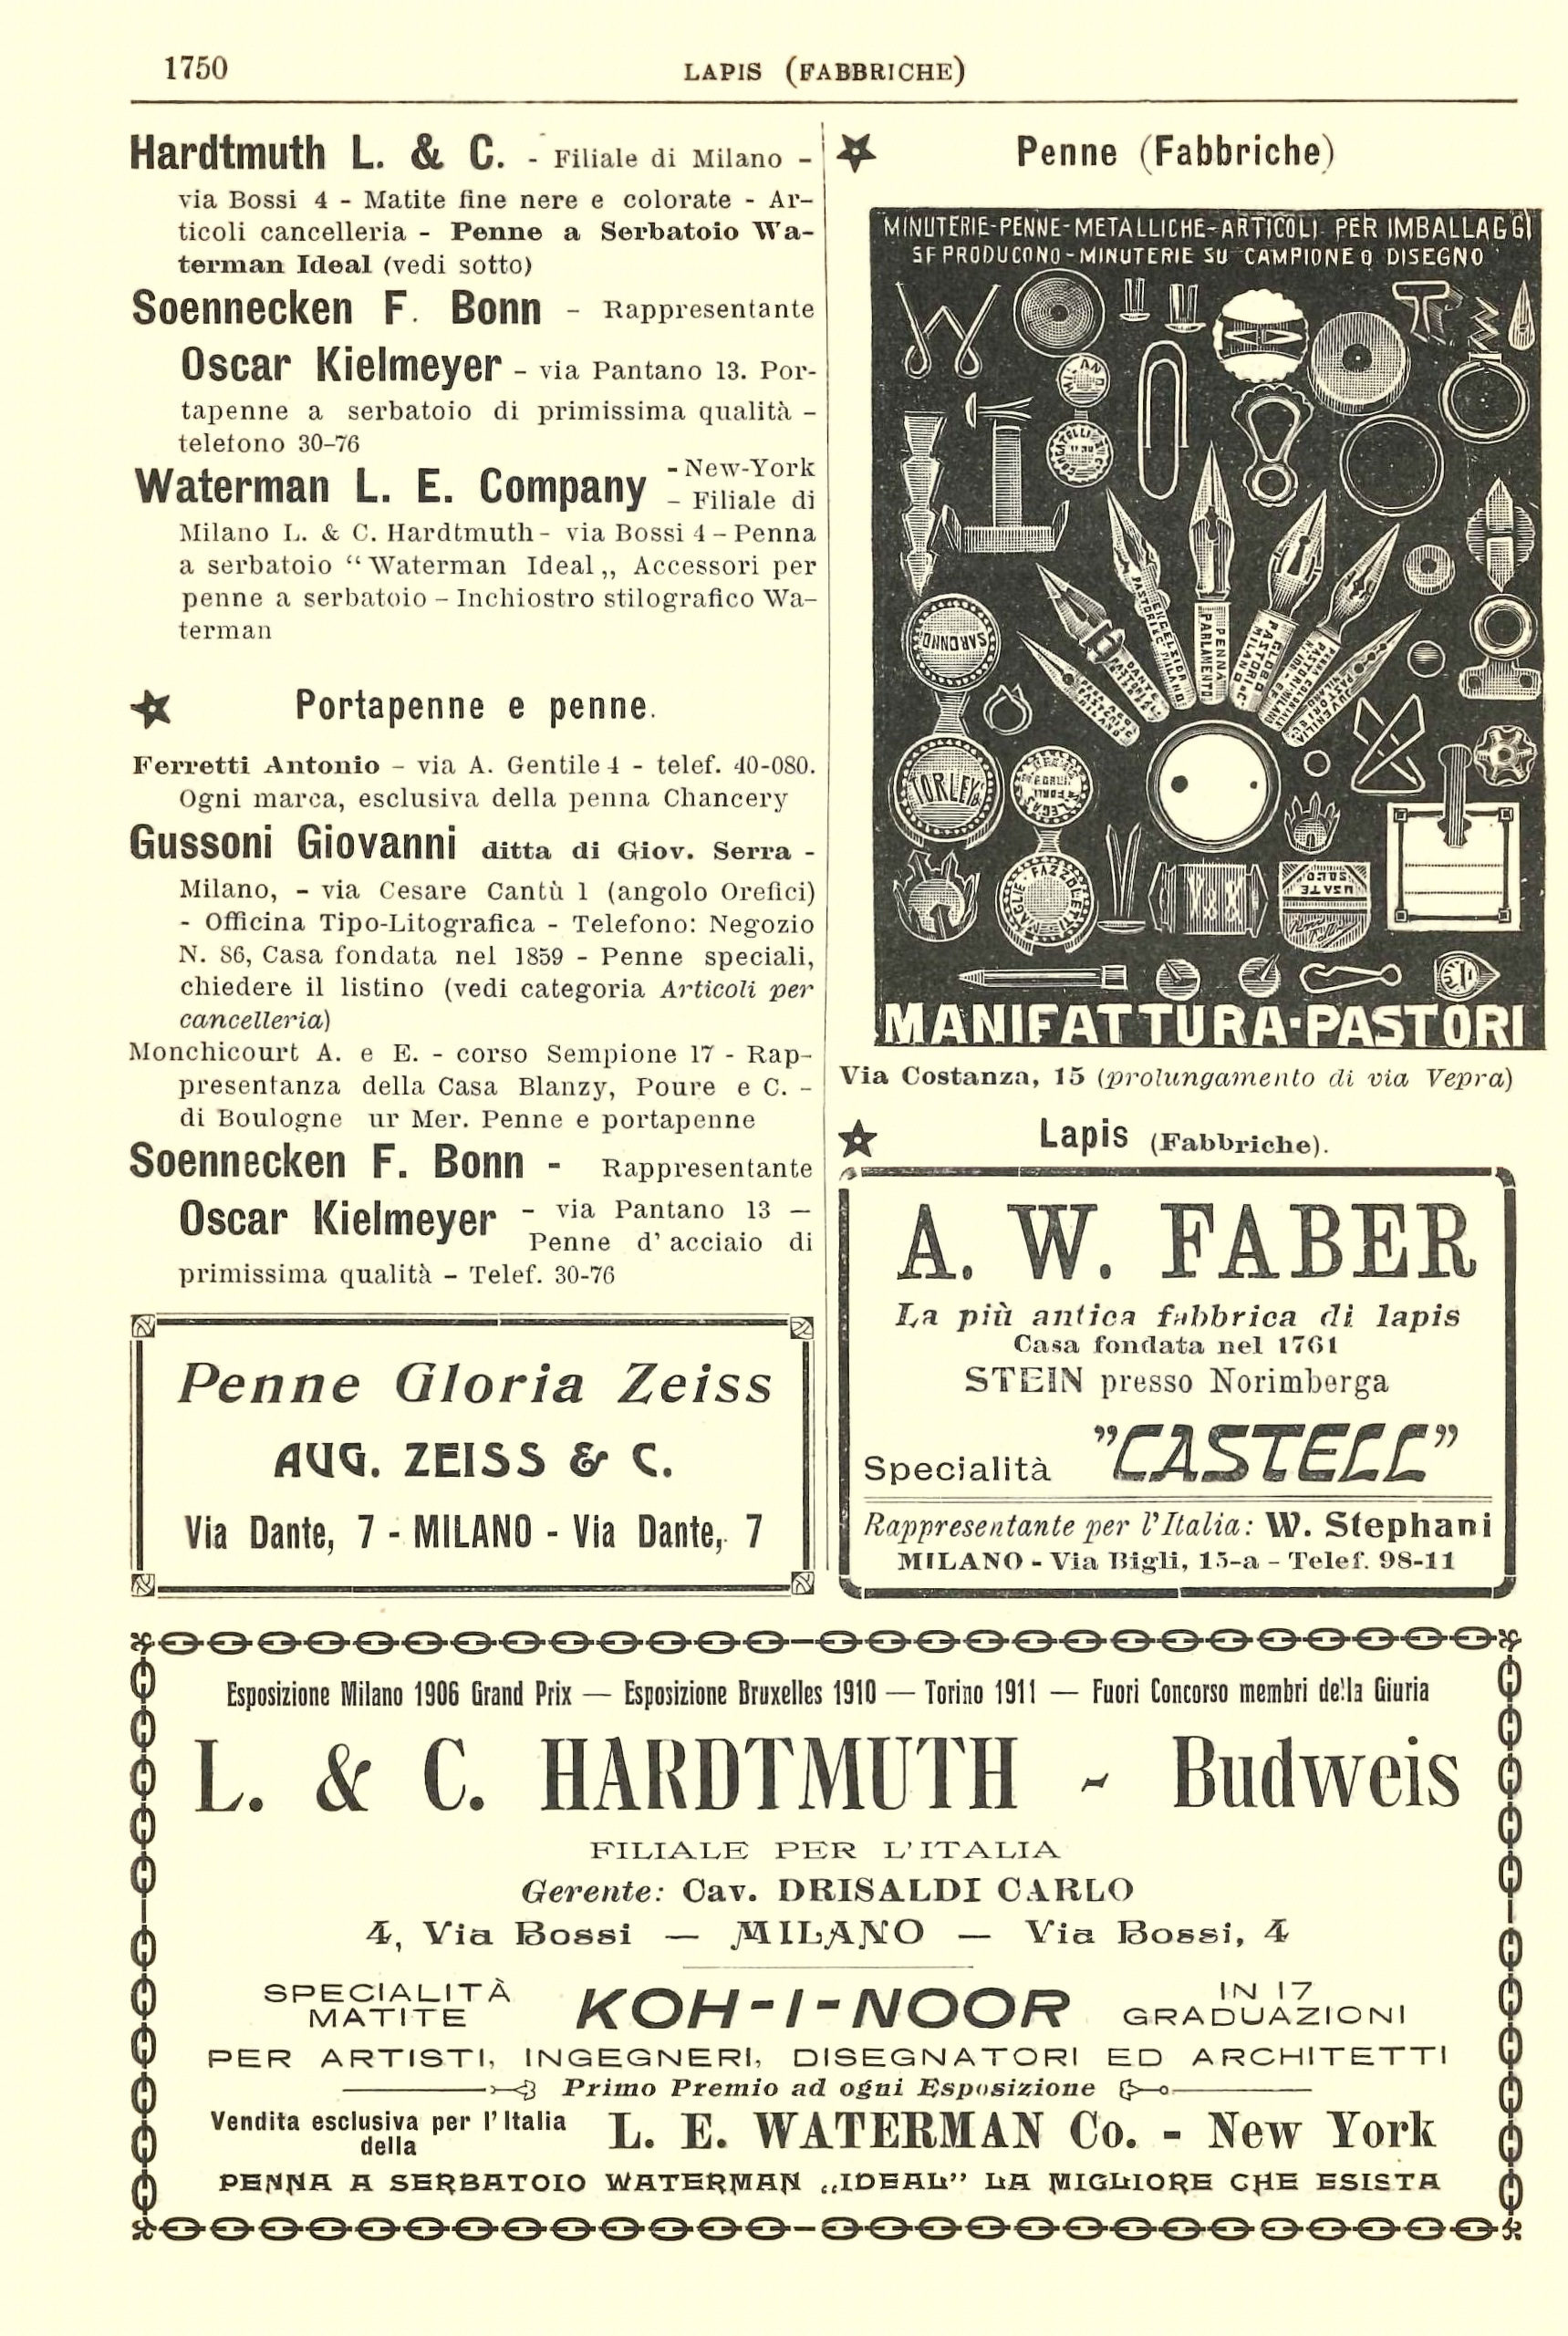 1750
LAPIS (FABBRICHE)
Hardtmuth L. & C. - Filiale di Milano -
via Bossi 4 - Matite fine nere e colorate - Ar-
ticoli cancelleria - Penne a Serbatoio Wa-
terman Ideal (vedi sotto)
Soennecken F. Bonn - Rappresentante
Oscar Kielmeyer - via Pantano 13. Por-
tapenne a serbatoio di primissima qualità -
teletono 30-76
Waterman L. E. Company - New-York
- Filiale di
Milano L. & C. Hardtmuth - via Bossi 4 - Penna
a serbatoio “Waterman Ideal„ Accessori per
penne a serbatoio - Inchiostro stilografico Wa-
terman
Portapenne e penne.
Ferretti Antonio - via A. Gentile 4 - telef. 40-080.
Ogni marca, esclusiva della penna Chancery
Gussoni Giovanni ditta di Giov. Serra -
Milano, - via Cesare Cantù 1 (angolo Orefici)
- Officina Tipo-Litografica - Telefono: Negozio
N. 86, Casa fondata nel 1859 - Penne speciali,
chiedere il listino (vedi categoria Articoli per
cancelleria)
Monchicourt A. e E. - corso Sempione 17 - Rap-
presentanza della Casa Blanzy, Poure e C. -
di Boulogne ur Mer. Penne e portapenne
Soennecken F. Bonn - Rappresentante
Oscar Kielmeyer - via Pantano 13 —
Penne d' acciaio di
primissima qualità - Telef. 30-76
Penne Gloria Zeiss
AUG. ZEISS & C.
Via Dante, 7 - MILANO - Via Dante, 7
Penne (Fabbriche)
MINUTERIE-PENNE-METALLICHE-ARTICOLI PER IMBALLAGGI
SF PRODUCONO-MINUTERIE SU CAMPIONE O DISEGNO
SARONNO
TORLEY
PENNA
PARLAMENTO
MAGLIE FAZZOLETTI
MANIFATTURA-PASTORI
Via Costanza, 15 (prolungamento di via Vepra)
Lapis (Fabbriche).
A. W. FABER
La più antica fabbrica di lapis
Casa fondata nel 1761
STEIN presso Norimberga
Specialità ”CASTELL”
Rappresentante per l'Italia: W. Stephani
MILANO - Via Bigli, 15-a - Telef. 98-11
Esposizione Milano 1906 Grand Prix — Esposizione Bruxelles 1910 — Torino 1911 — Fuori Concorso membri della Giuria
L. & C. HARDTMUTH - Budweis
FILIALE PER L'ITALIA
Gerente: Cav. DRISALDI CARLO
4, Via Bossi — MILANO — Via Bossi, 4
SPECIALITÀ
MATITE
KOH-I-NOOR
IN 17
GRADUAZIONI
PER ARTISTI, INGEGNERI, DISEGNATORI ED ARCHITETTI
Primo Premio ad ogni Esposizione
Vendita esclusiva per l'Italia
della
L. E. WATERMAN Co. - New York
PENNA A SERBATOIO WATERMAN „IDEAL” LA MIGLIORE CHE ESISTA